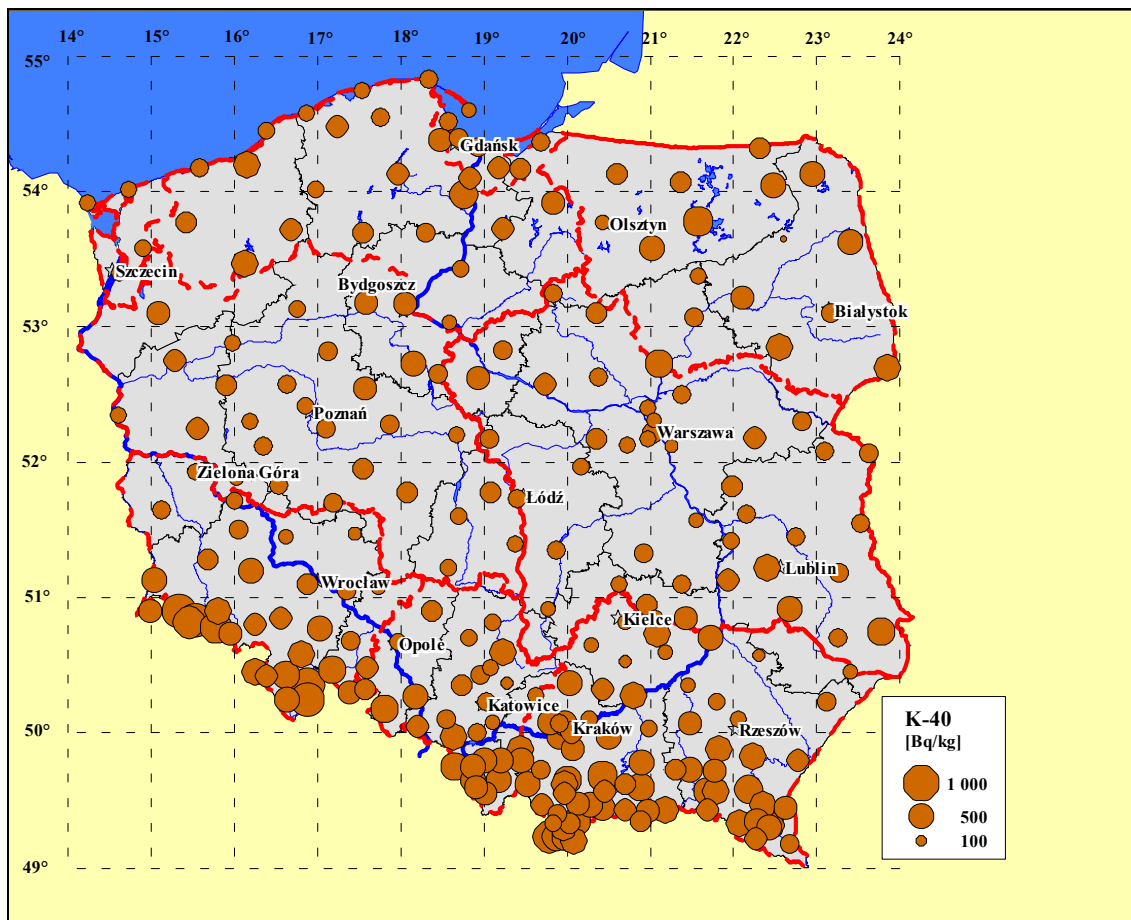 14° 15° 16° 17° 18° 19° 20° 21° 22° 23° 24°
55°
Gdańsk
54°
Olsztyn
Szczecin
Bydgoszcz
Białystok
53°
Poznań
Warszawa
52°
Zielona Góra
Łódź
Wrocław
Lublin
51°
Kielce
Opole
Katowice
Kraków
Rzeszów
50°
49°
K-40
[Bq/kg]
1 000
500
100